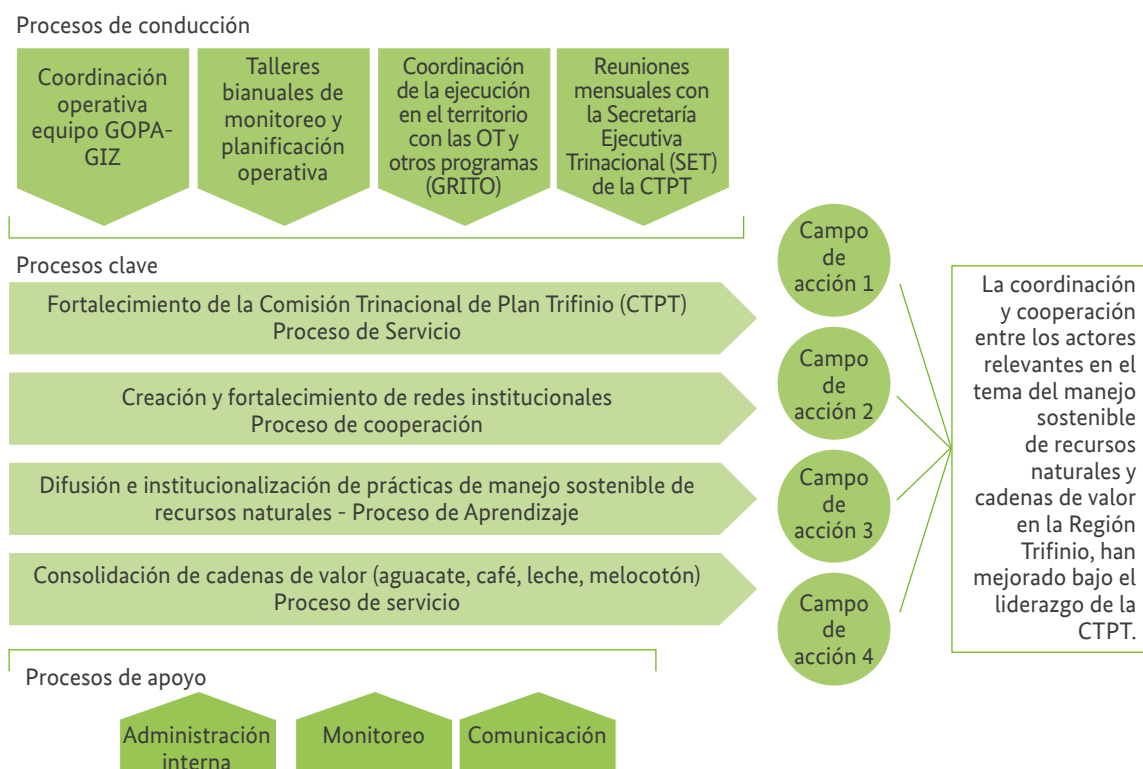 Procesos de conducción
Coordinación
operativa
equipo GOPA-
GIZ
Talleres
bianuales de
monitoreo y
planificación
operativa
Coordinación
de la ejecución
en el territorio
con las OT y
otros programas
(GRITO)
Reuniones
mensuales con
la Secretaría
Ejecutiva
Trinacional (SET)
de la CTPT
Procesos clave
Fortalecimiento de la Comisión Trinacional de Plan Trifinio (CTPT)
Proceso de Servicio
Creación y fortalecimiento de redes institucionales
Proceso de cooperación
Difusión e institucionalización de prácticas de manejo sostenible de
recursos naturales - Proceso de Aprendizaje
Consolidación de cadenas de valor (aguacate, café, leche, melocotón)
Proceso de servicio
Campo
de
acción 1
Campo
de
acción 2
Campo
de
acción 3
Campo
de
acción 4
La coordinación
y cooperación
entre los actores
relevantes en el
tema del manejo
sostenible
de recursos
naturales y
cadenas de valor
en la Región
Trifinio, han
mejorado bajo el
liderazgo de la
CTPT.
Procesos de apoyo
Administración
interna
Monitoreo
Comunicación